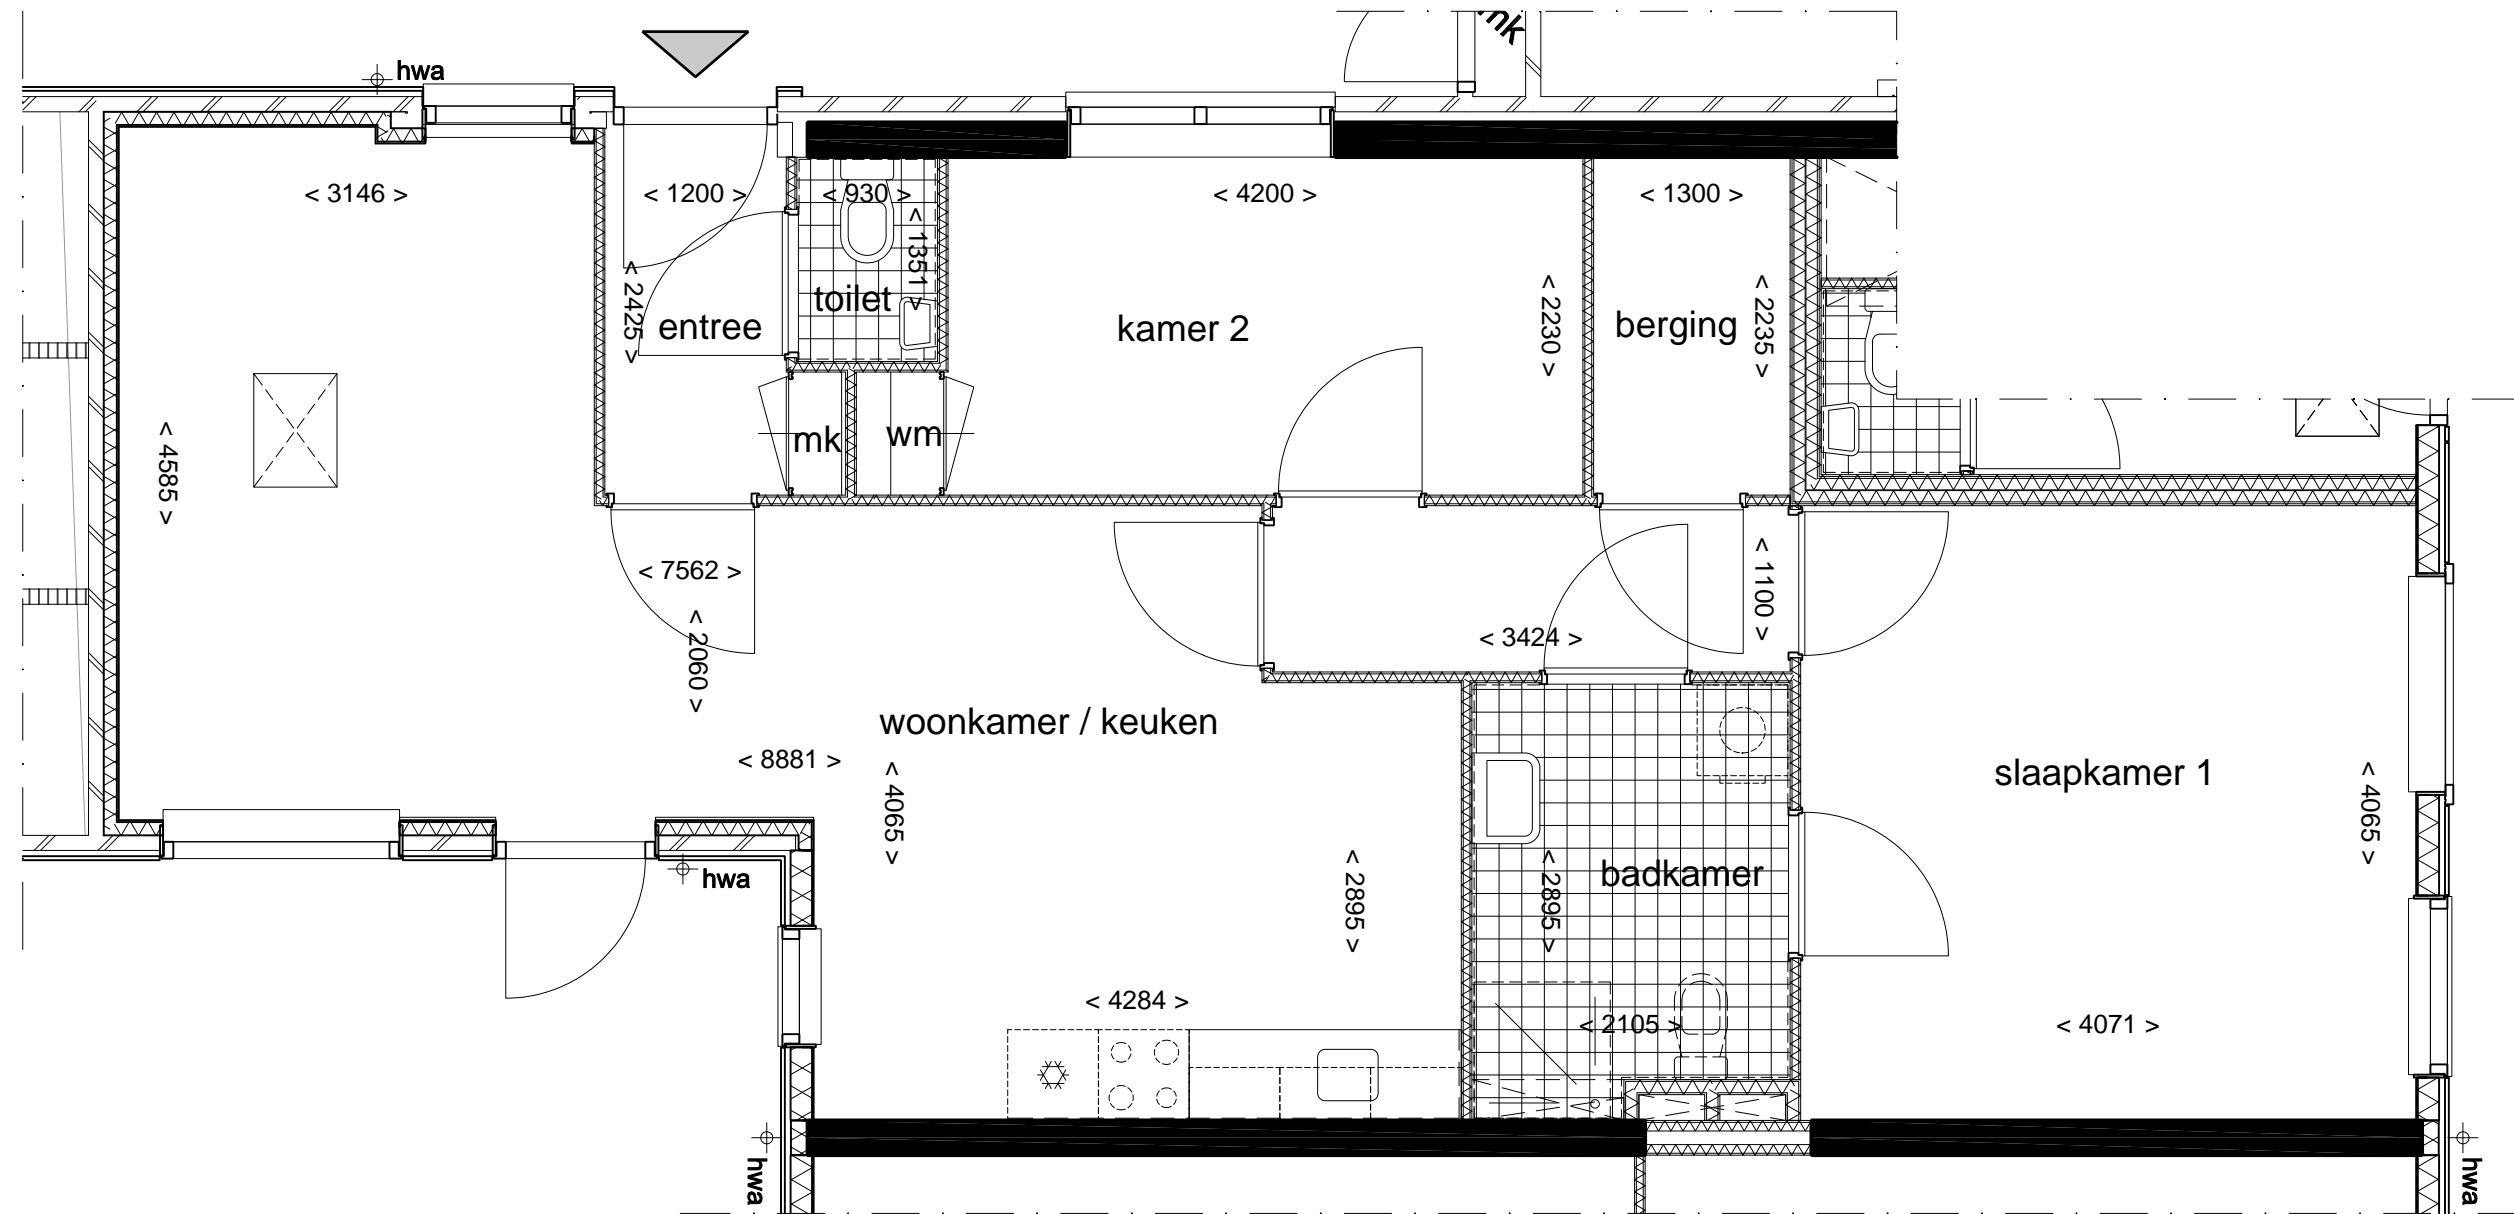 nk
hwa
< 3146 >
< 1200 >
< 930 >
< 4200 >
< 1300 >
< 1351 >
< 2425 >
toilet
entree
kamer 2
< 2230 >
berging
< 2235 >
< 4585 >
mk
wm
< 7562 >
< 2060 >
< 1100 >
< 3424 >
woonkamer / keuken
< 8881 >
< 4065 >
slaapkamer 1
< 4065 >
hwa
< 2895 >
< 2895 >
badkamer
< 4284 >
< 2105 >
< 4071 >
hwa
hwa